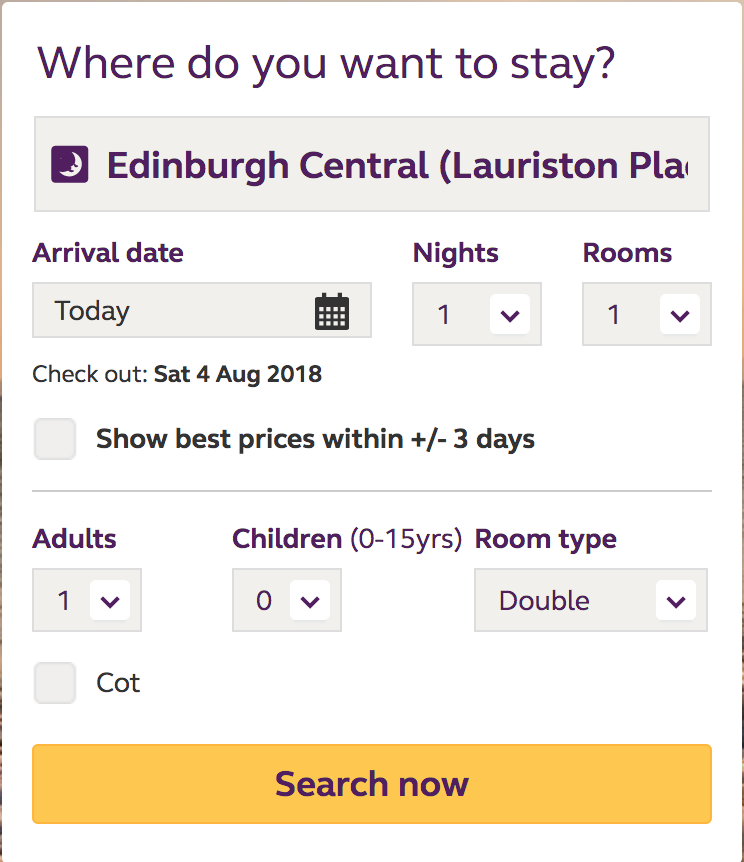 Where do you want to stay?
Edinburgh Central (Lauriston Plac
Arrival date Nights Rooms
Today 1 1
Check out: Sat 4 Aug 2018
Show best prices within +/- 3 days
Adults Children (0-15yrs) Room type
1 0 Double
Cot
Search now